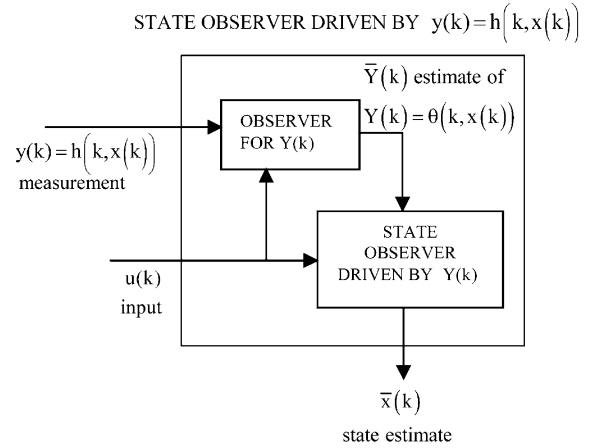 STATE OBSERVER DRIVEN BY y(k)=h(k,x(k))
Ȳ(k) estimate of
Y(k)=θ(k,x(k))
OBSERVER
FOR Y(k)
y(k)=h(k,x(k))
measurement
STATE
OBSERVER
DRIVEN BY Y(k)
u(k)
input
x̄(k)
state estimate